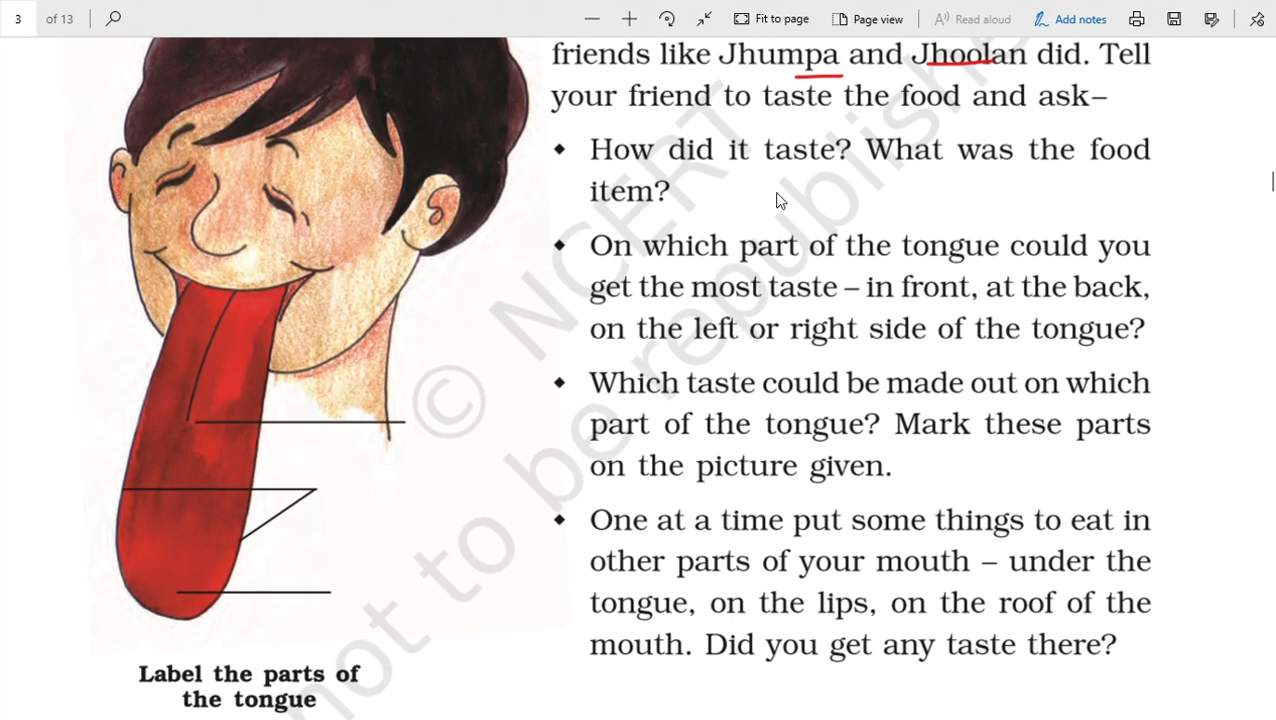 3 of 13 Fit to page Page view Read aloud Add notes
friends like Jhumpa and Jhoolan did. Tell
your friend to taste the food and ask–
How did it taste? What was the food
item?
On which part of the tongue could you
get the most taste – in front, at the back,
on the left or right side of the tongue?
Which taste could be made out on which
part of the tongue? Mark these parts
on the picture given.
One at a time put some things to eat in
other parts of your mouth – under the
tongue, on the lips, on the roof of the
mouth. Did you get any taste there?
Label the parts of
the tongue
© NCERT
not to be republishe